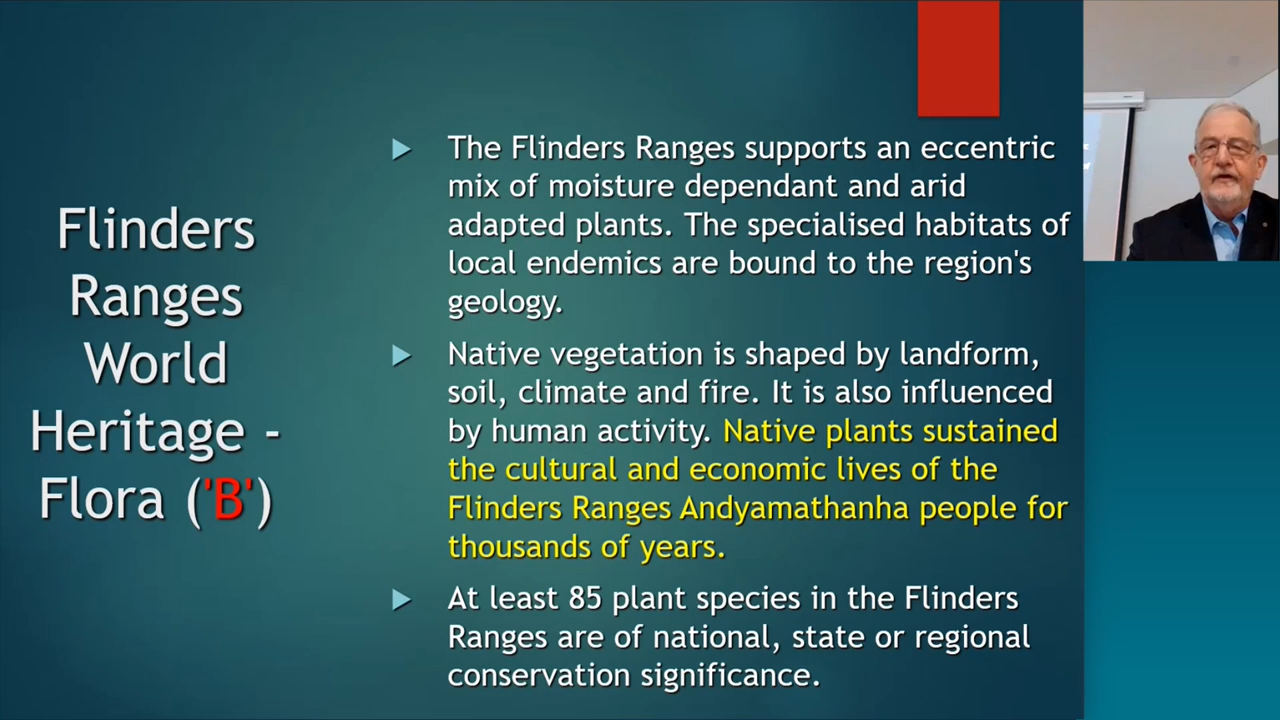 Flinders
Ranges
World
Heritage -
Flora ('B')
The Flinders Ranges supports an eccentric
mix of moisture dependant and arid
adapted plants. The specialised habitats of
local endemics are bound to the region's
geology.
Native vegetation is shaped by landform,
soil, climate and fire. It is also influenced
by human activity. Native plants sustained
the cultural and economic lives of the
Flinders Ranges Andyamathanha people for
thousands of years.
At least 85 plant species in the Flinders
Ranges are of national, state or regional
conservation significance.